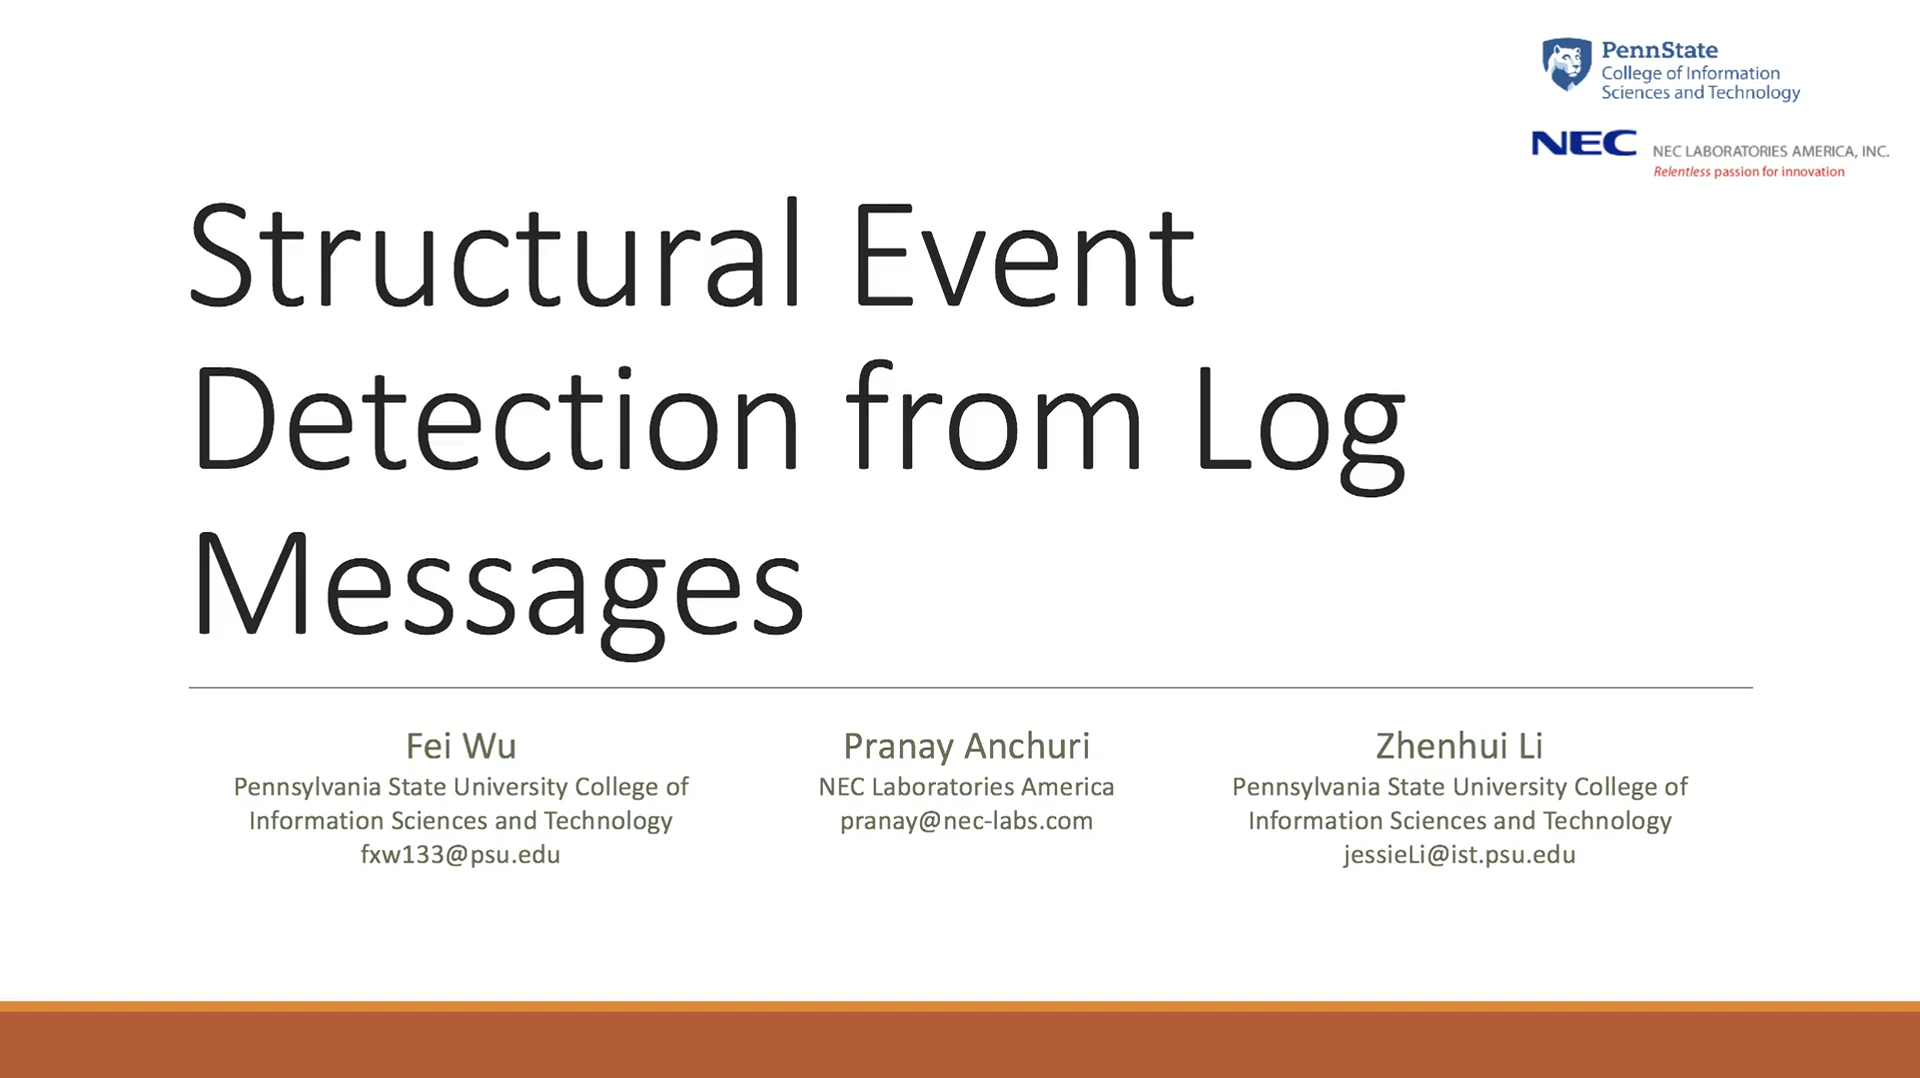 PennState
College of Information
Sciences and Technology
NEC NEC LABORATORIES AMERICA, INC.
Relentless passion for innovation
Structural Event
Detection from Log
Messages
Fei Wu
Pennsylvania State University College of
Information Sciences and Technology
fxw133@psu.edu
Pranay Anchuri
NEC Laboratories America
pranay@nec-labs.com
Zhenhui Li
Pennsylvania State University College of
Information Sciences and Technology
jessieLi@ist.psu.edu